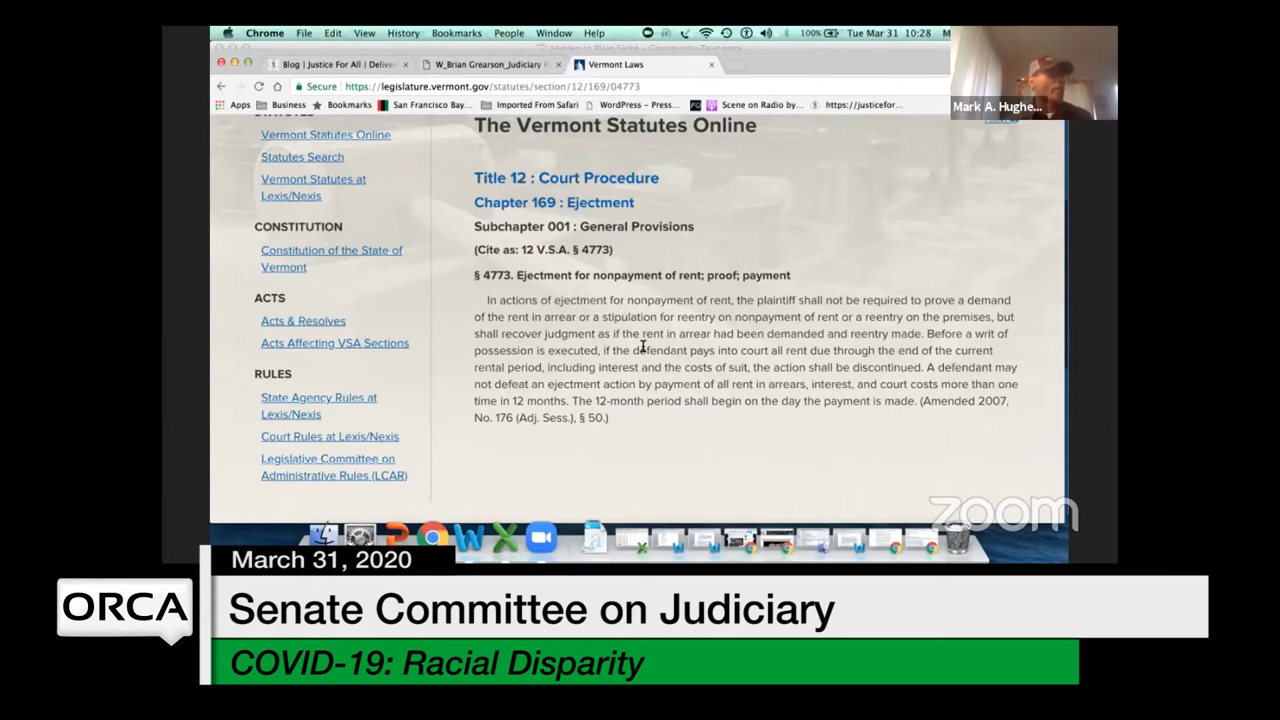 Chrome File Edit View History Bookmarks People Window Help 100% Tue Mar 31 10:28
Blog | Justice For All | Deliver W_Brian Grearson_Judiciary Vermont Laws
Secure https://legislature.vermont.gov/statutes/section/12/169/04773
Apps Business Bookmarks San Francisco Bay... Imported From Safari WordPress – Press... Scene on Radio by... https://justicefor...
Mark A. Hughe...
The Vermont Statutes Online
Vermont Statutes Online
Statutes Search
Vermont Statutes at
Lexis/Nexis
CONSTITUTION
Constitution of the State of
Vermont
ACTS
Acts & Resolves
Acts Affecting VSA Sections
RULES
State Agency Rules at
Lexis/Nexis
Court Rules at Lexis/Nexis
Legislative Committee on
Administrative Rules (LCAR)
Title 12 : Court Procedure
Chapter 169 : Ejectment
Subchapter 001 : General Provisions
(Cite as: 12 V.S.A. § 4773)
§ 4773. Ejectment for nonpayment of rent; proof; payment
In actions of ejectment for nonpayment of rent, the plaintiff shall not be required to prove a demand
of the rent in arrear or a stipulation for reentry on nonpayment of rent or a reentry on the premises, but
shall recover judgment as if the rent in arrear had been demanded and reentry made. Before a writ of
possession is executed, if the defendant pays into court all rent due through the end of the current
rental period, including interest and the costs of suit, the action shall be discontinued. A defendant may
not defeat an ejectment action by payment of all rent in arrears, interest, and court costs more than one
time in 12 months. The 12-month period shall begin on the day the payment is made. (Amended 2007,
No. 176 (Adj. Sess.), § 50.)
zoom
March 31, 2020
ORCA
Senate Committee on Judiciary
COVID-19: Racial Disparity